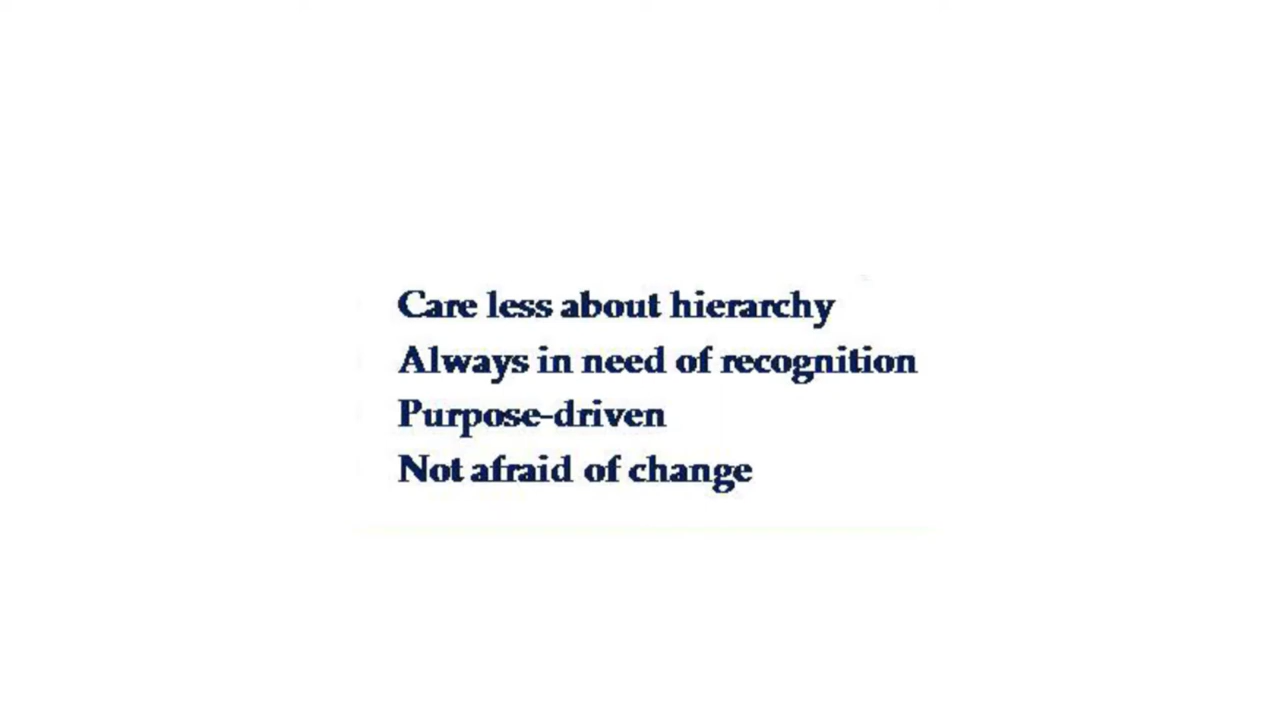 Care less about hierarchy
Always in need of recognition
Purpose-driven
Not afraid of change